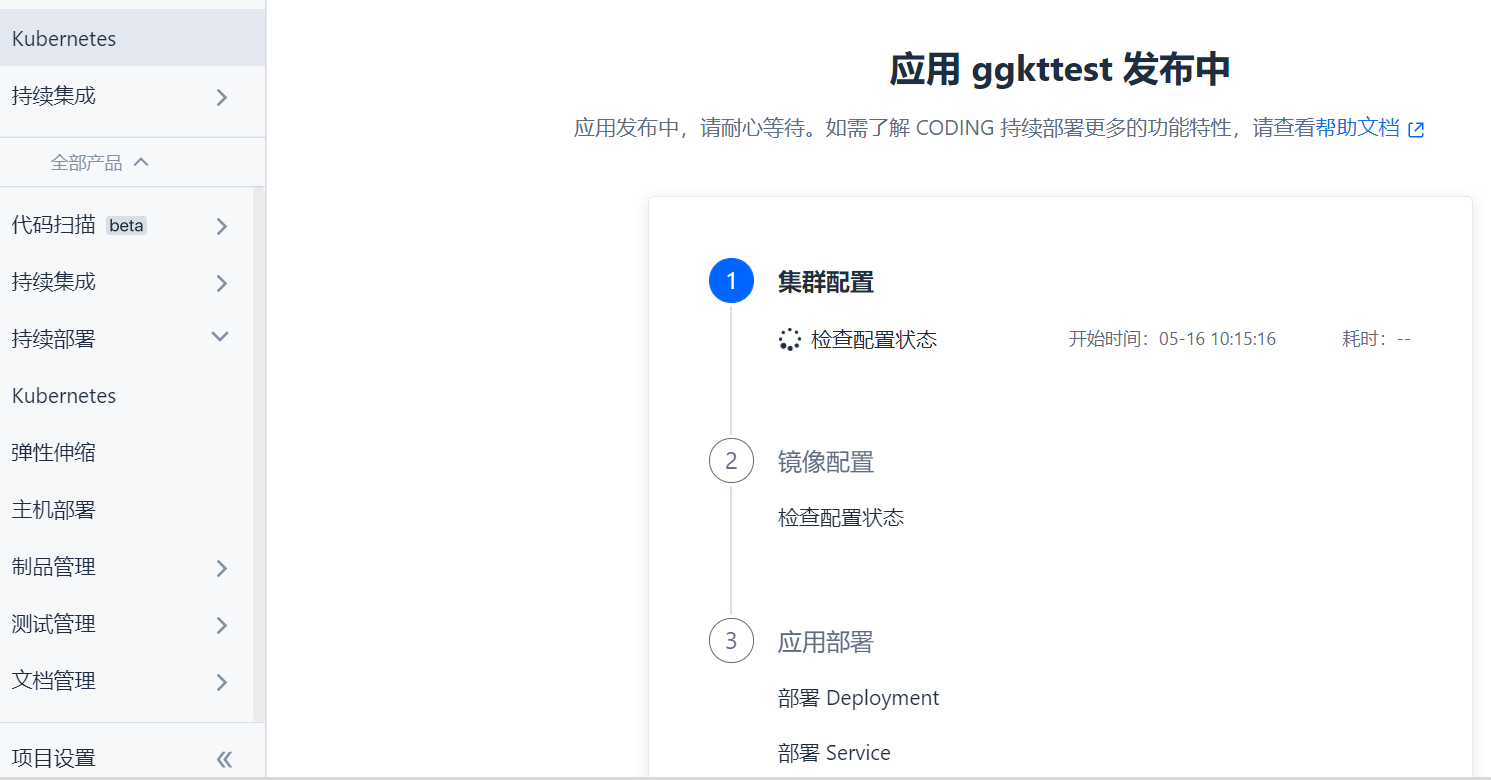 Kubernetes
持续集成
全部产品
代码扫描 beta
持续集成
持续部署
Kubernetes
弹性伸缩
主机部署
制品管理
测试管理
文档管理
项目设置
应用 ggkttest 发布中
应用发布中，请耐心等待。如需了解 CODING 持续部署更多的功能特性，请查看帮助文档
1 集群配置
检查配置状态 开始时间：05-16 10:15:16 耗时：--
2 镜像配置
检查配置状态
3 应用部署
部署 Deployment
部署 Service